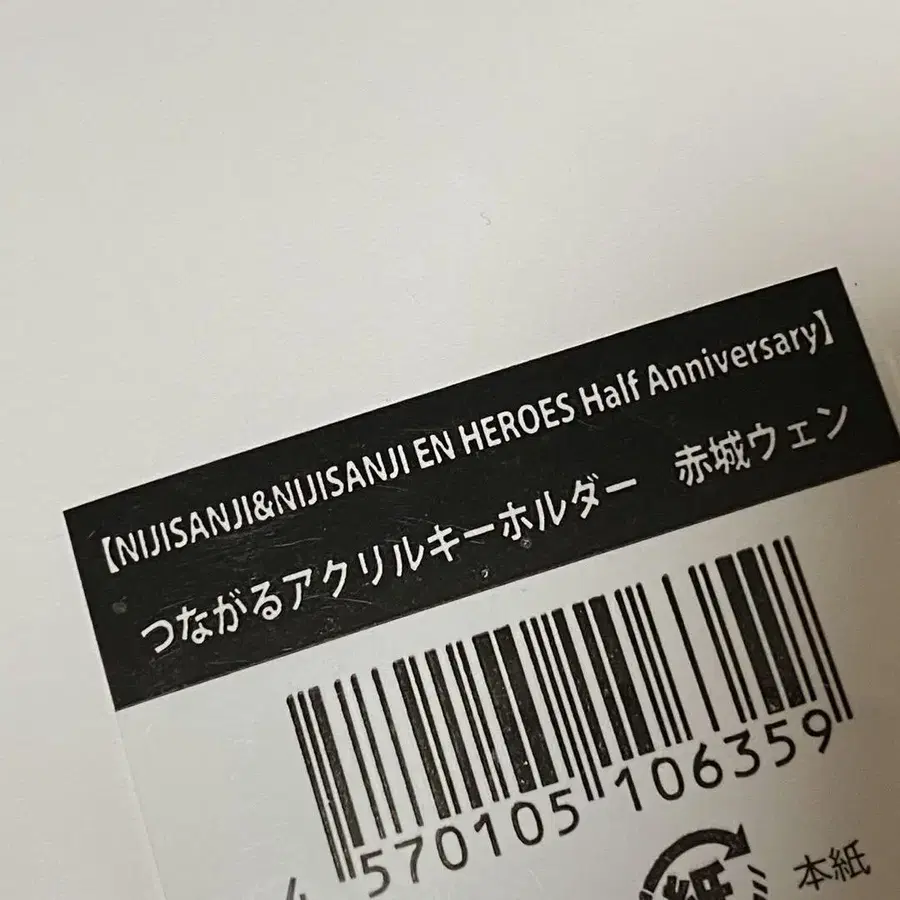 【NIJISANJI&NIJISANJI EN HEROES Half Anniversary】
つながるアクリルキーホルダー　赤城ウェン
4 570105 106359
紙
本紙